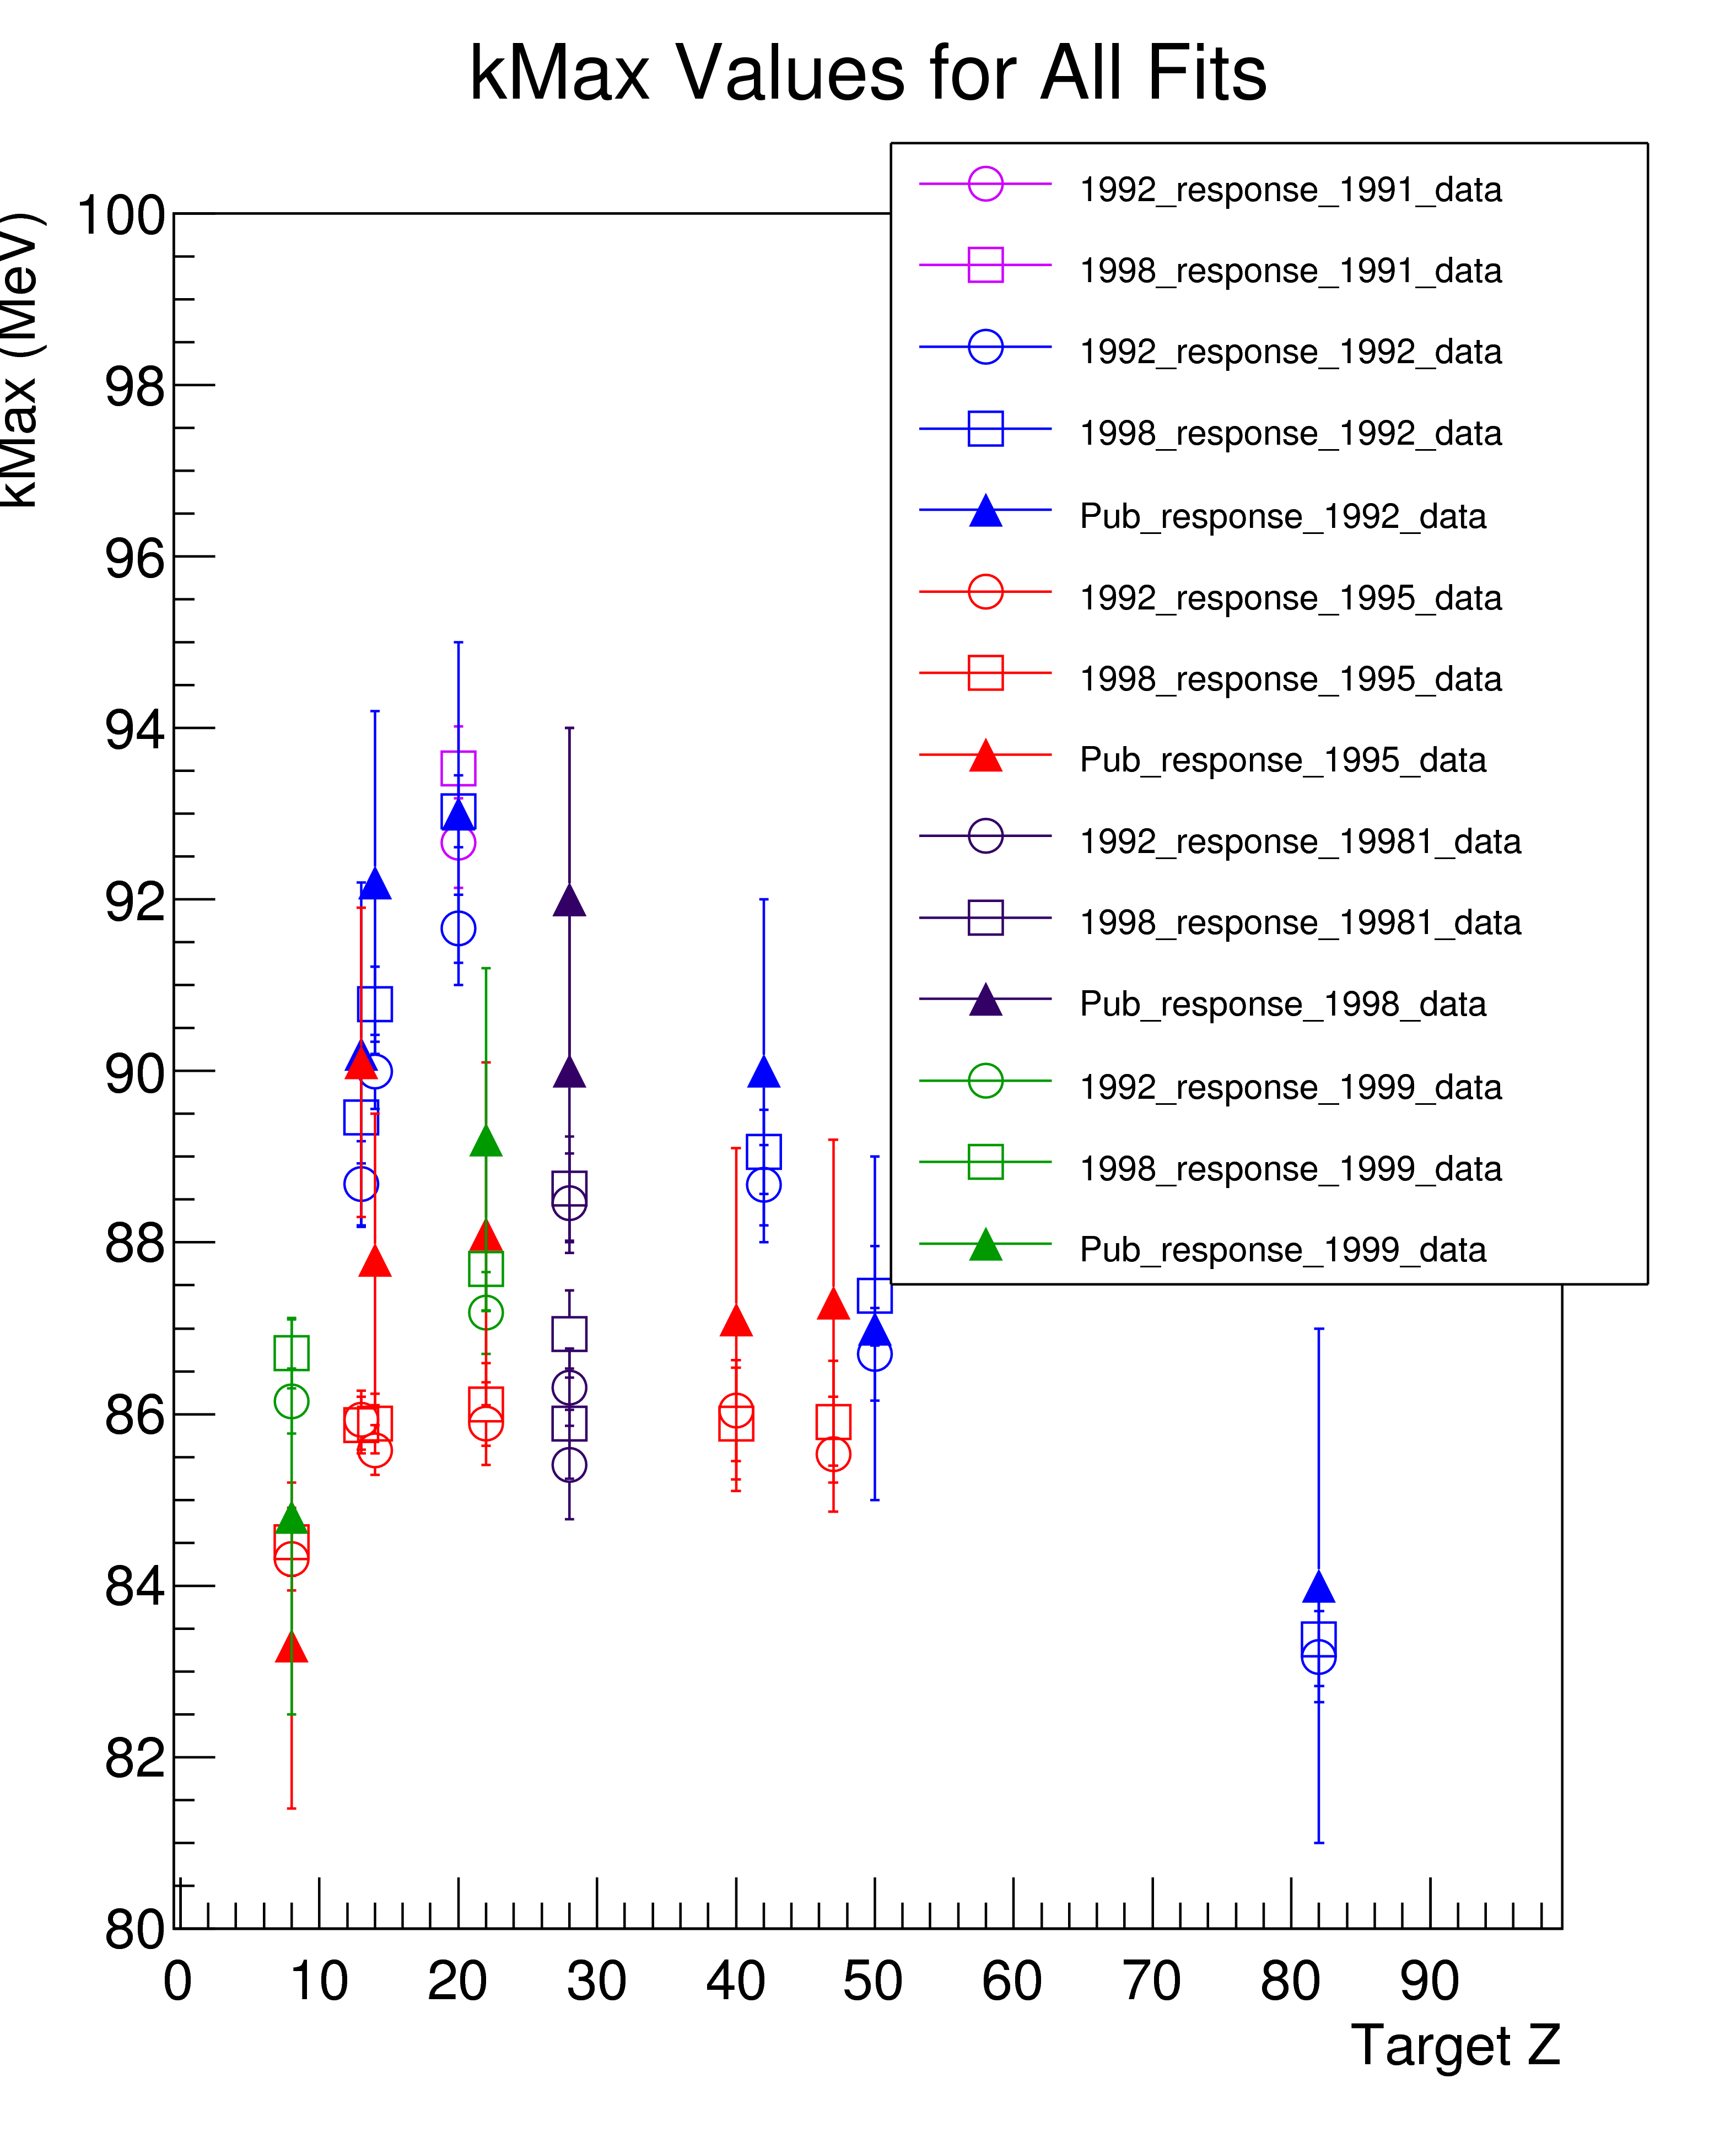 kMax Values for All Fits
kMax (MeV)
100
98
96
94
92
90
88
86
84
82
80
0 10 20 30 40 50 60 70 80 90
Target Z
1992_response_1991_data
1998_response_1991_data
1992_response_1992_data
1998_response_1992_data
Pub_response_1992_data
1992_response_1995_data
1998_response_1995_data
Pub_response_1995_data
1992_response_19981_data
1998_response_19981_data
Pub_response_1998_data
1992_response_1999_data
1998_response_1999_data
Pub_response_1999_data